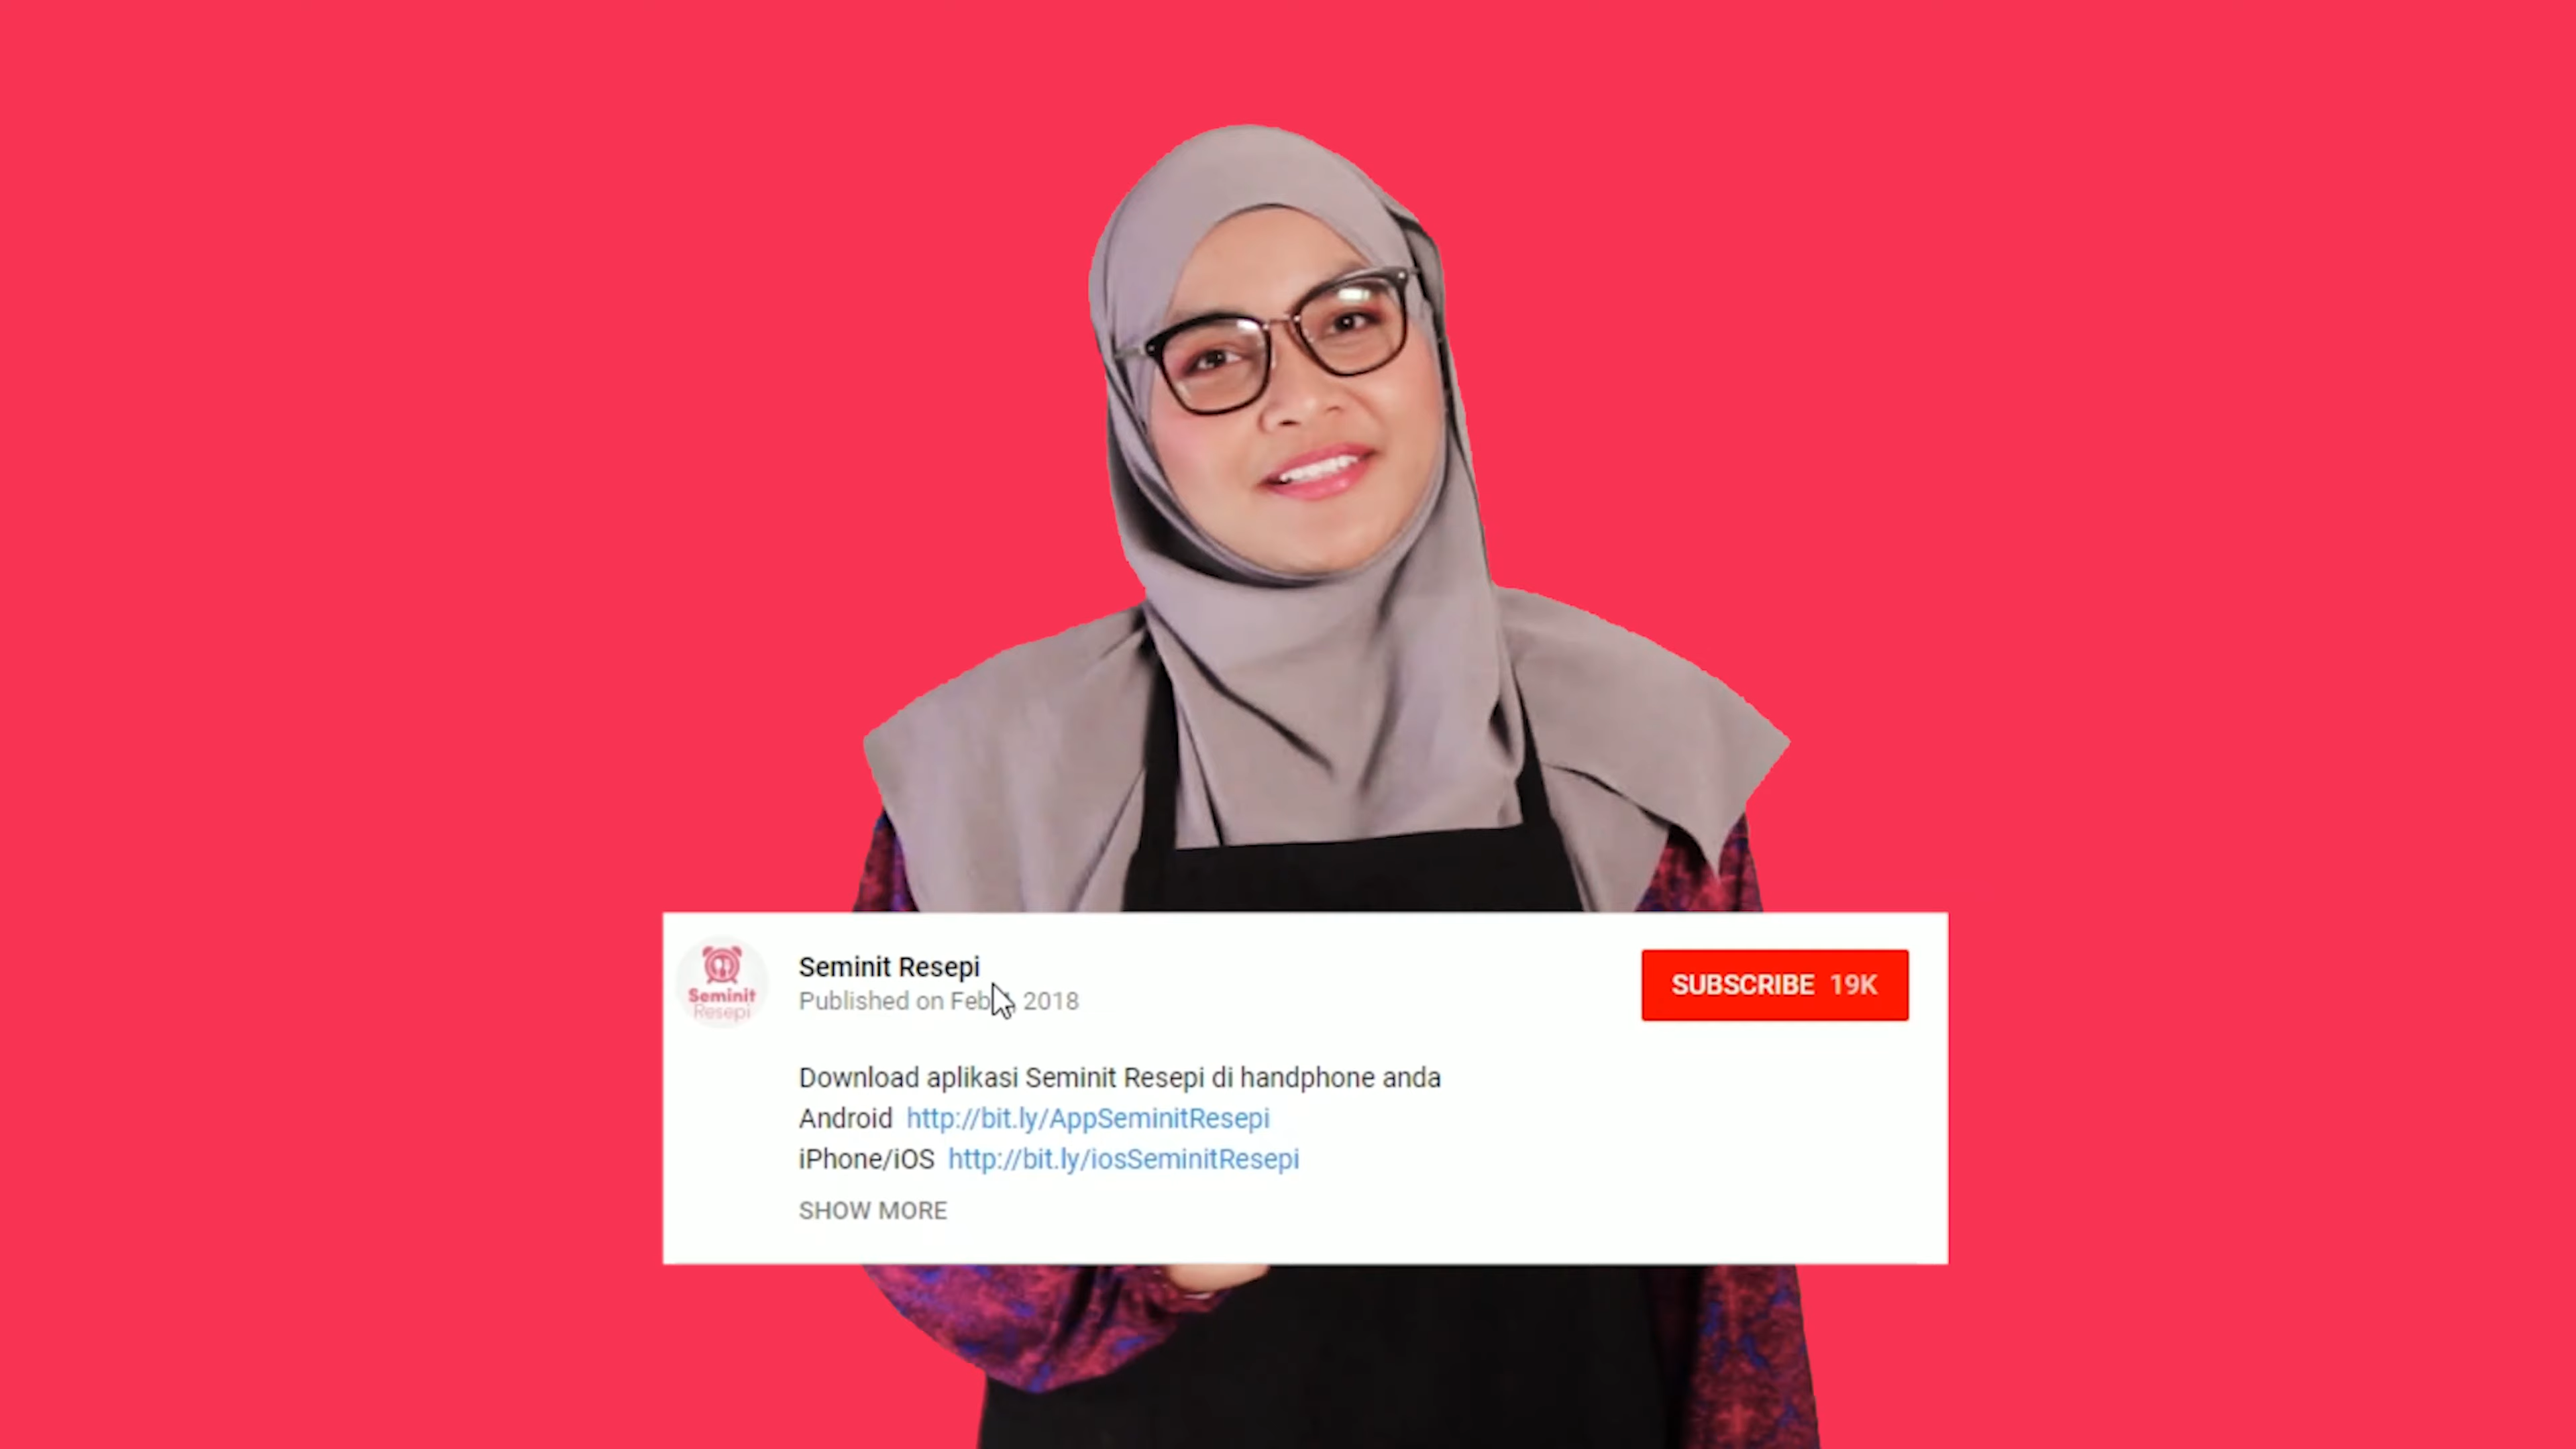 Seminit
Resepi
Seminit Resepi
SUBSCRIBE 19K
Published on Feb 2018
Download aplikasi Seminit Resepi di handphone anda
Android http://bit.ly/AppSeminitResepi
iPhone/iOS http://bit.ly/iosSeminitResepi
SHOW MORE